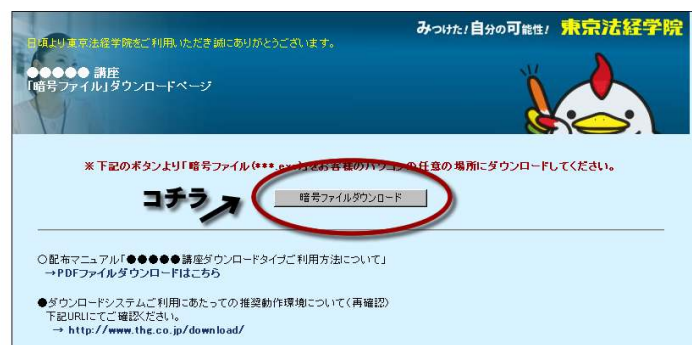 みつけた!自分の可能性! 東京法経学院
日頃より東京法経学院をご利用いただき誠にありがとうございます。
●●●●● 講座
「暗号ファイル」ダウンロードページ
※下記のボタンより「暗号ファイル(***.exe)」をお客様のパソコンの任意の場所にダウンロードしてください。
コチラ
暗号ファイルダウンロード
○配布マニュアル「●●●●●講座ダウンロードタイプご利用方法について」
→PDFファイルダウンロードはこちら
●ダウンロードシステムご利用にあたっての推奨動作環境について(再確認)
下記URLにてご確認ください。
→ http://www.thg.co.jp/download/